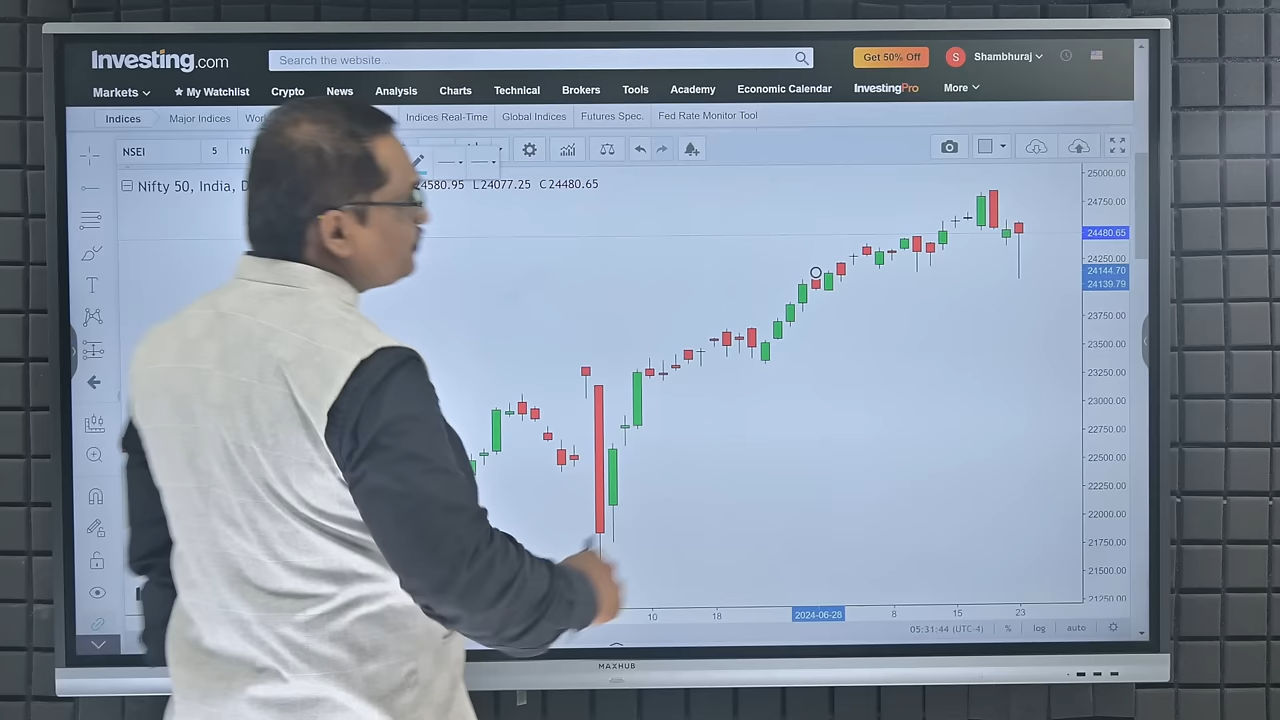 Investing.com
Search the website...
Get 50% Off
S
Shambhuraj
Markets
★ My Watchlist
Crypto
News
Analysis
Charts
Technical
Brokers
Tools
Academy
Economic Calendar
InvestingPro
More
Indices
Major Indices
Indices Real-Time
Global Indices
Futures Spec.
Fed Rate Monitor Tool
NSEI
5
Nifty 50, India,
24580.95 L24077.25 C24480.65
T
25000.00
24750.00
24480.65
24250.00
24144.70
24139.79
23750.00
23500.00
23250.00
23000.00
22750.00
22500.00
22250.00
22000.00
21750.00
21500.00
21250.00
10
18
2024-06-28
8
15
23
05:31:44 (UTC-4)
%
log
auto
MAXHUB